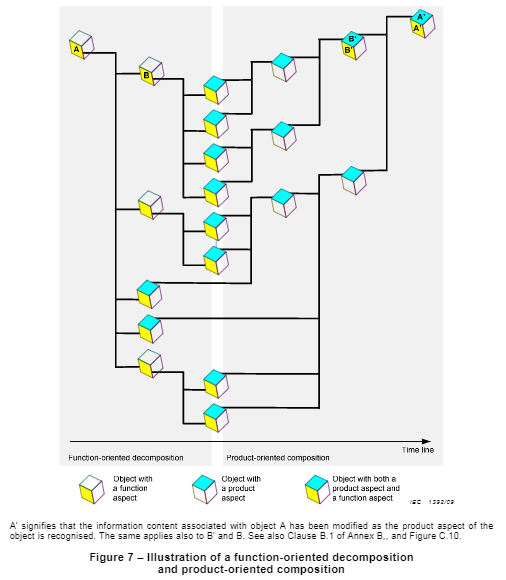 A'
A'
A
B'
B'
B
Time line
Function-oriented decomposition
Product-oriented composition
Object with
a function
aspect
Object with
a product
aspect
Object with both a
product aspect and
a function aspect
IEC 1392/09
A' signifies that the information content associated with object A has been modified as the product aspect of the
object is recognised. The same applies also to B' and B. See also Clause B.1 of Annex B,, and Figure C.10.
Figure 7 – Illustration of a function-oriented decomposition
and product-oriented composition